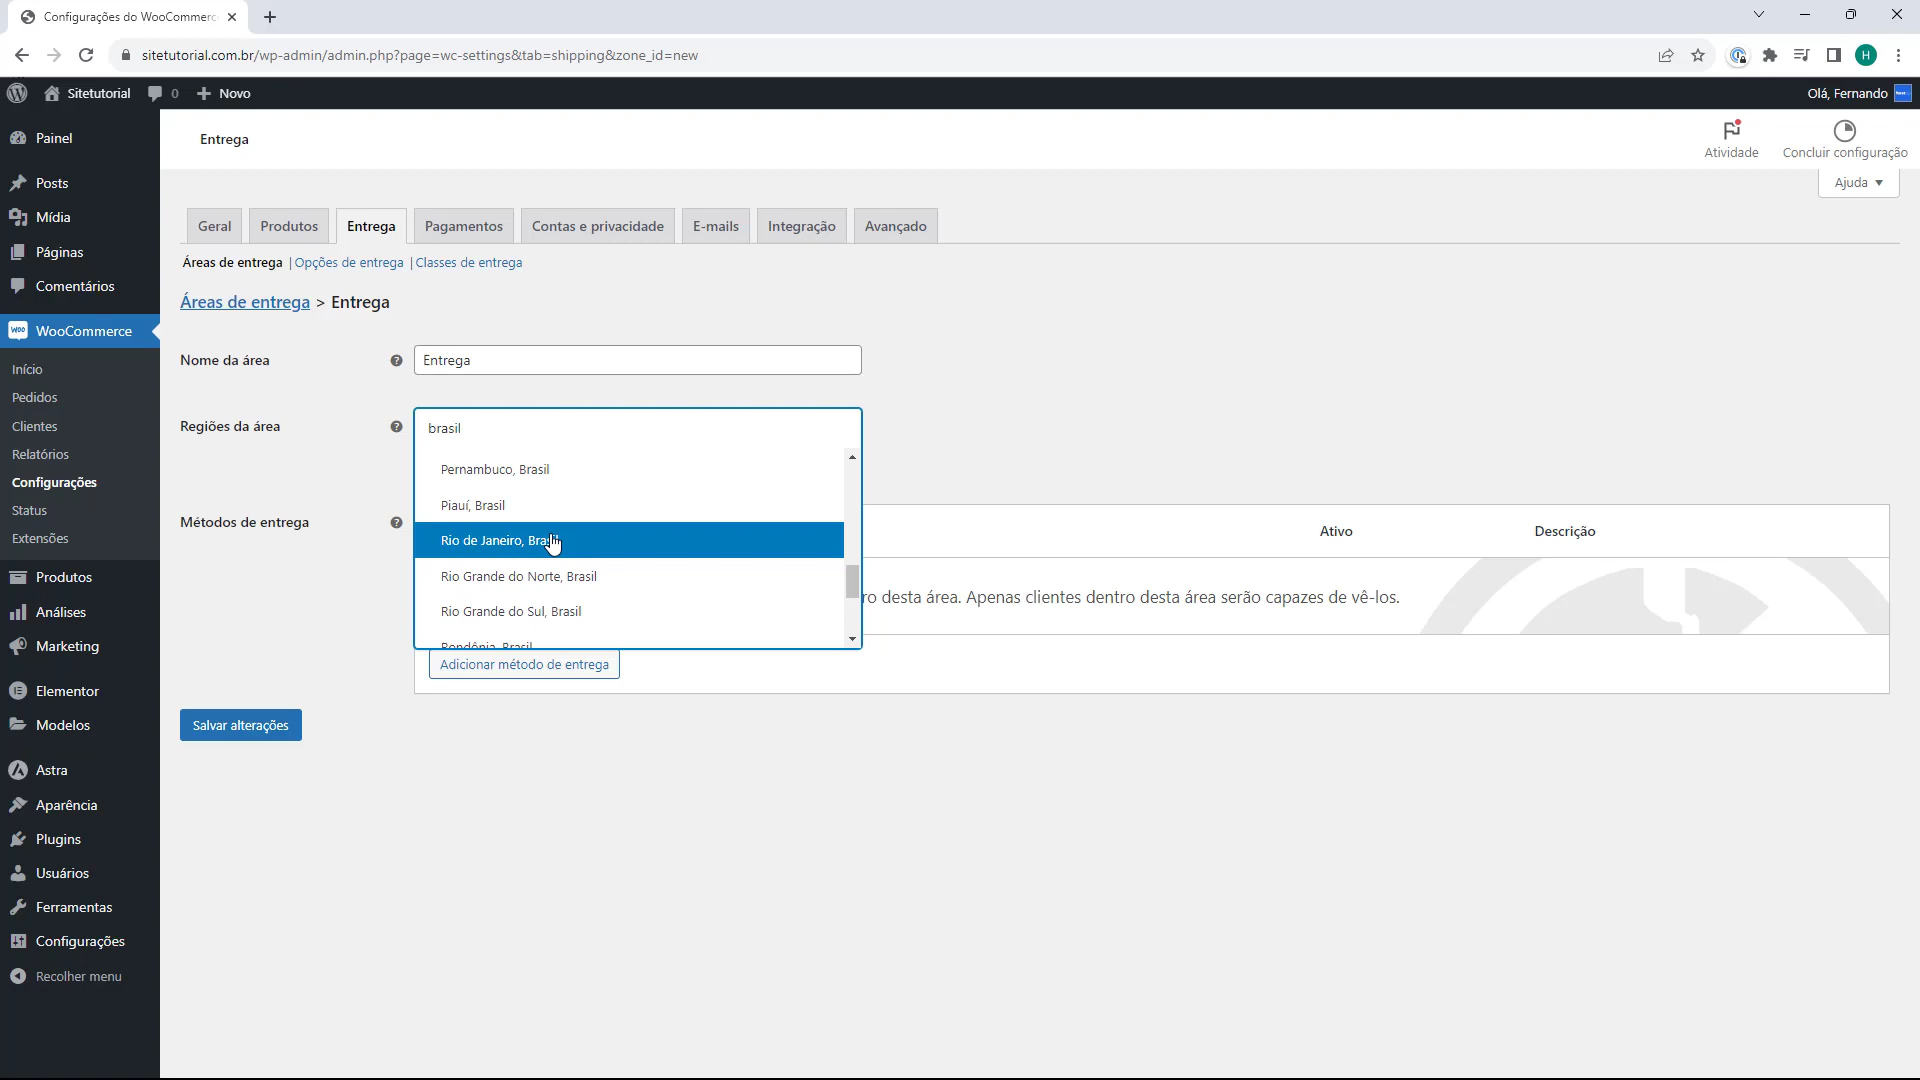 Configurações do WooCommerc
sitetutorial.com.br/wp-admin/admin.php?page=wc-settings&tab=shipping&zone_id=new
H
Sitetutorial
0
Novo
Olá, Fernando
Painel
Posts
Mídia
Páginas
Comentários
WooCommerce
Início
Pedidos
Clientes
Relatórios
Configurações
Status
Extensões
Produtos
Análises
Marketing
Elementor
Modelos
Astra
Aparência
Plugins
Usuários
Ferramentas
Configurações
Recolher menu
Entrega
Atividade
Concluir configuração
Ajuda
Geral
Produtos
Entrega
Pagamentos
Contas e privacidade
E-mails
Integração
Avançado
Áreas de entrega | Opções de entrega | Classes de entrega
Áreas de entrega > Entrega
Nome da área
Entrega
Regiões da área
brasil
Pernambuco, Brasil
Piauí, Brasil
Rio de Janeiro, Brasil
Rio Grande do Norte, Brasil
Rio Grande do Sul, Brasil
Rondônia, Brasil
Métodos de entrega
Ativo
Descrição
ro desta área. Apenas clientes dentro desta área serão capazes de vê-los.
Adicionar método de entrega
Salvar alterações